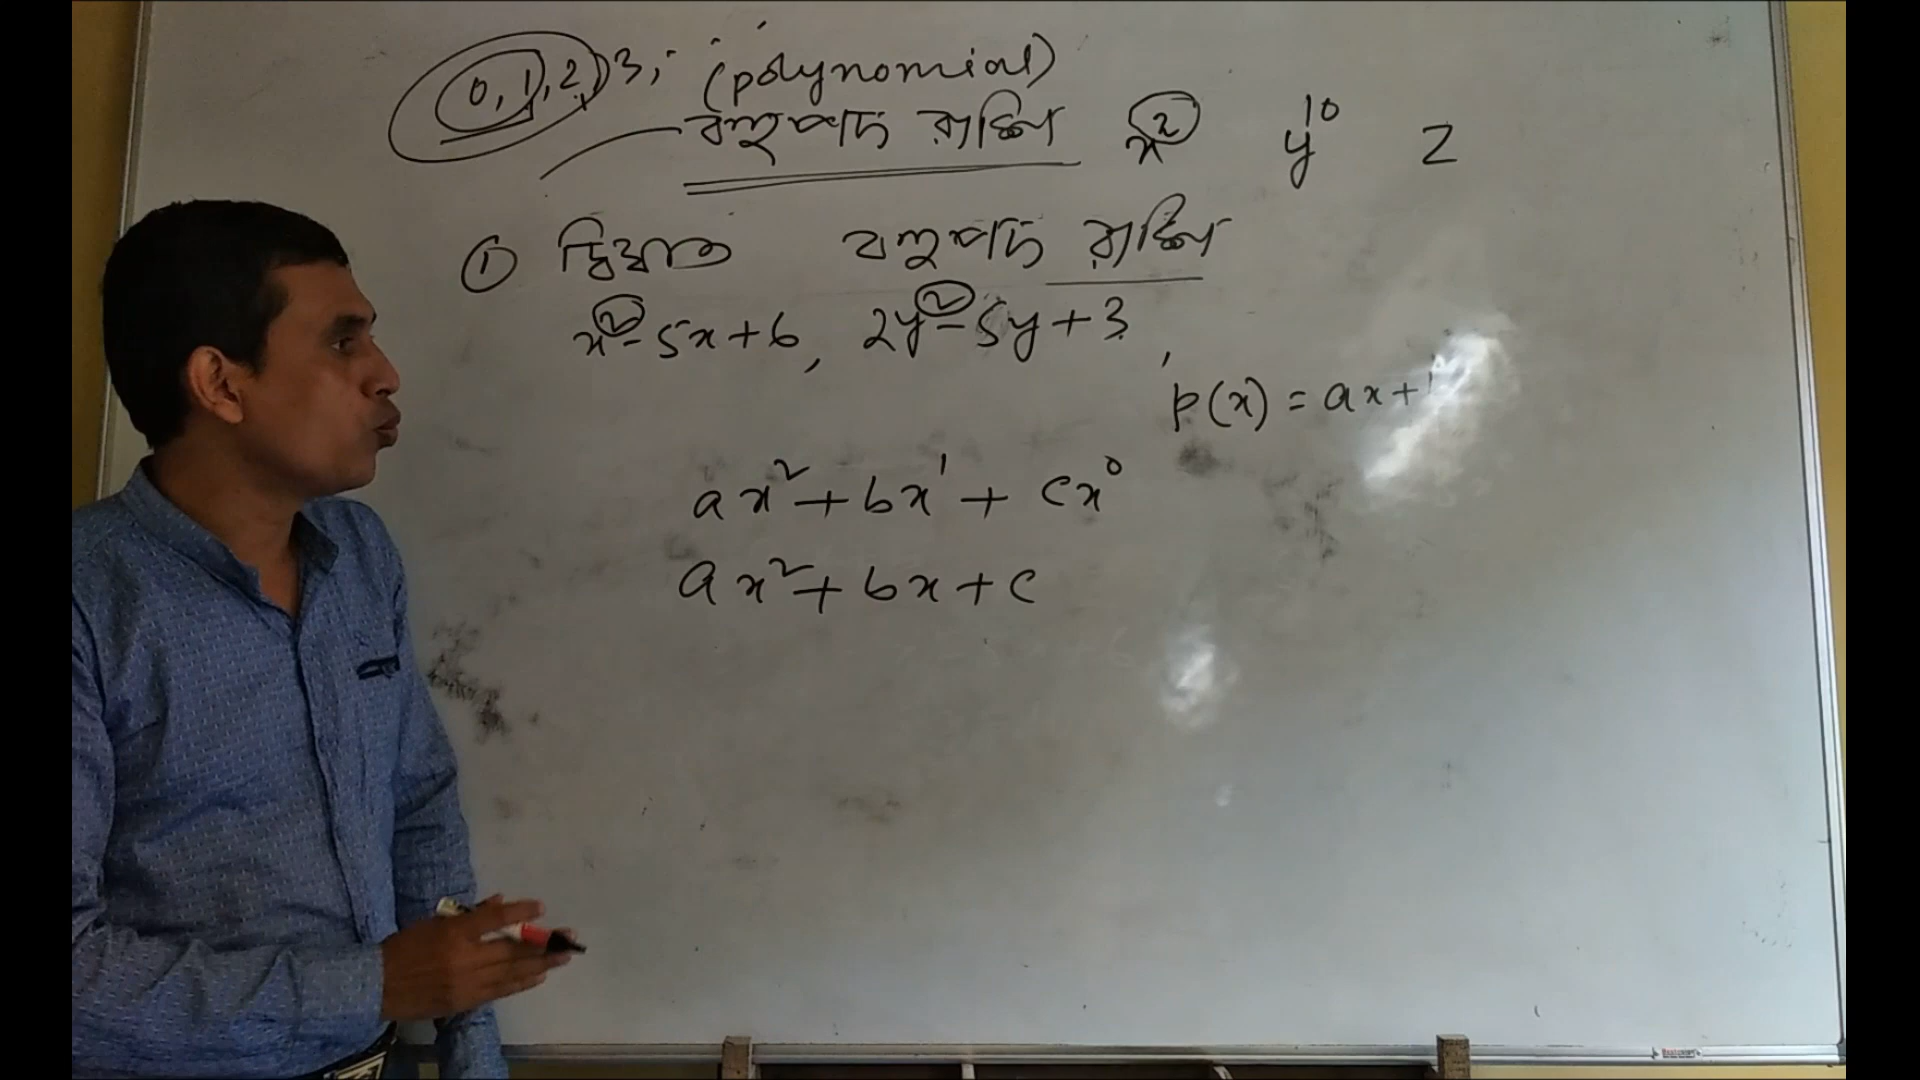 0, 1, 2, 3, (polynomial)
বহুপদ ৰাশি x² y¹⁰ z
① দ্বিঘাত বহুপদ ৰাশি
x² - 5x + 6, 2y² - 5y + 3
p(x) = ax +
ax² + bx¹ + cx⁰
ax² + bx + c